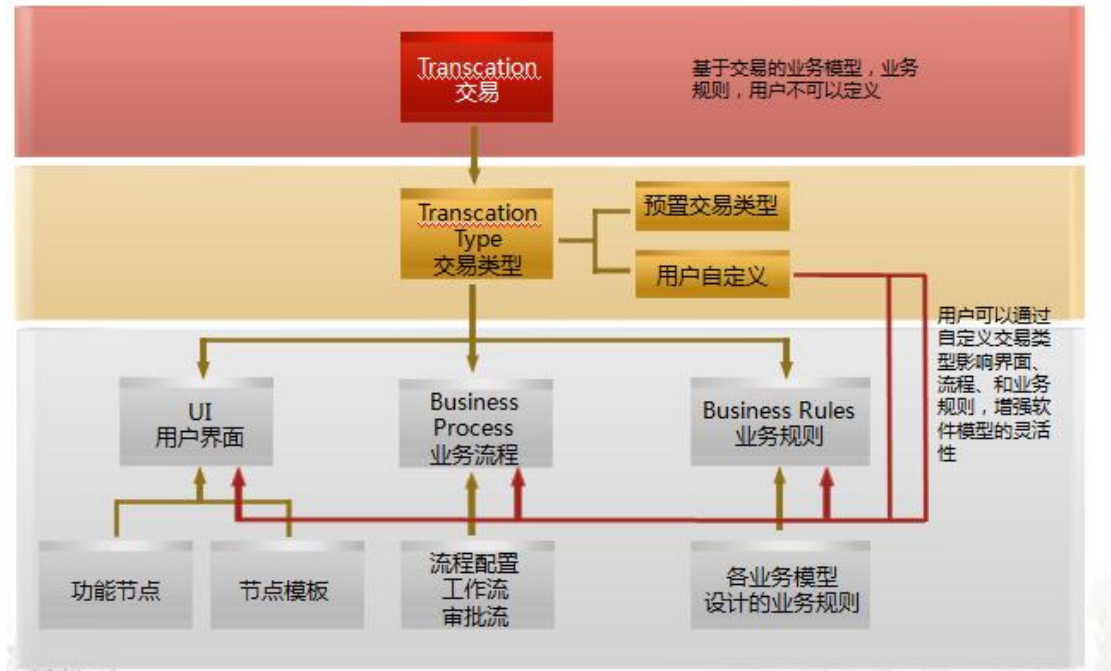 Transcation
交易
基于交易的业务模型，业务
规则，用户不可以定义
Transcation
Type
交易类型
预置交易类型
用户自定义
用户可以通过
自定义交易类
型影响界面、
流程、和业务
规则，增强软
件模型的灵活
性
UI
用户界面
Business
Process
业务流程
Business Rules
业务规则
功能节点
节点模板
流程配置
工作流
审批流
各业务模型
设计的业务规则